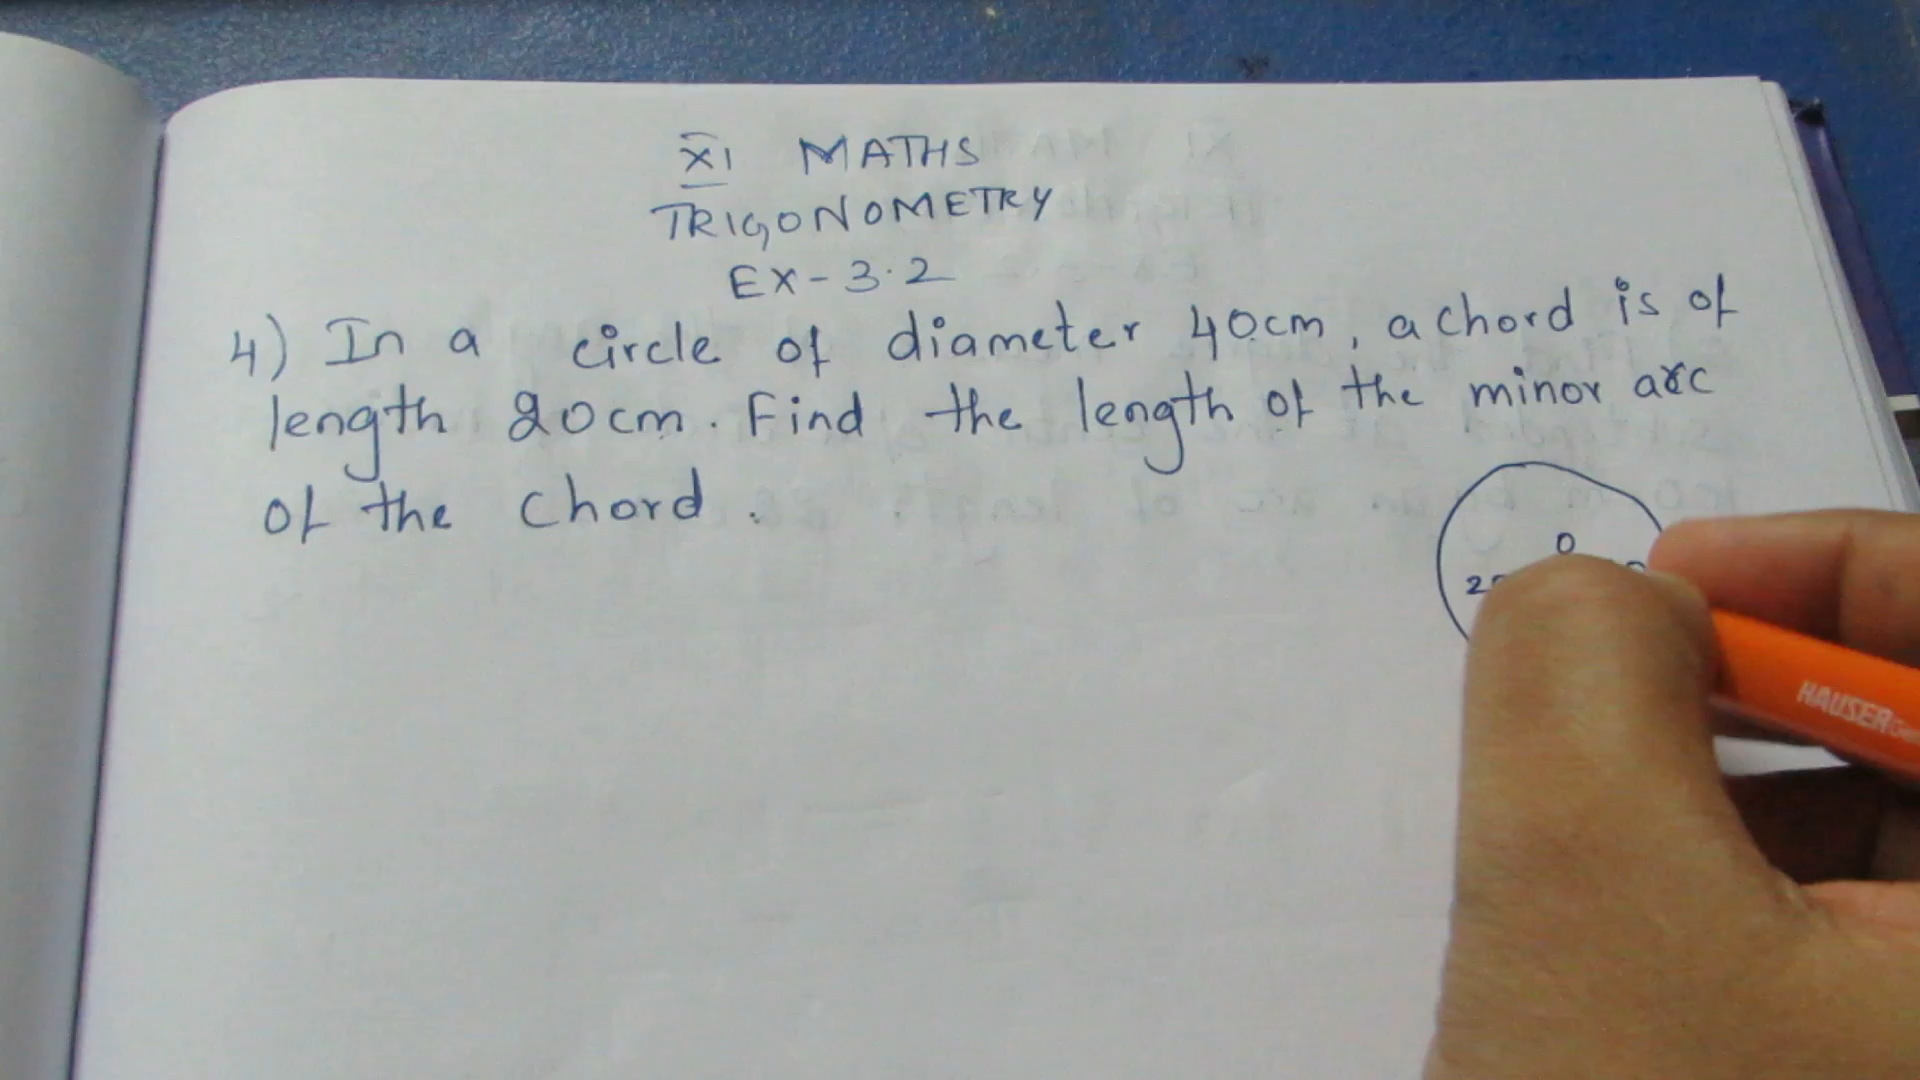 XI MATHS
TRIGONOMETRY
EX-3.2
4) In a circle of diameter 40cm, a chord is of
length 20cm. Find the length of the minor arc
of the chord.
O
HAUSER